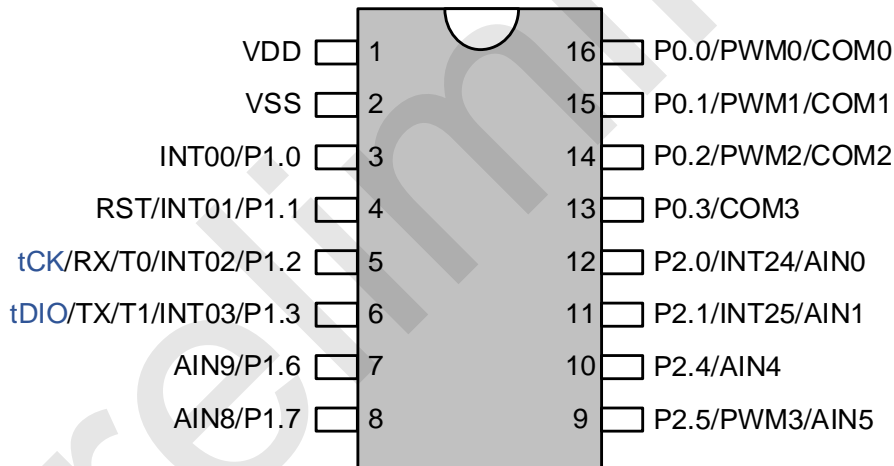 VDD 1 16 P0.0/PWM0/COM0
VSS 2 15 P0.1/PWM1/COM1
INT00/P1.0 3 14 P0.2/PWM2/COM2
RST/INT01/P1.1 4 13 P0.3/COM3
tCK/RX/T0/INT02/P1.2 5 12 P2.0/INT24/AIN0
tDIO/TX/T1/INT03/P1.3 6 11 P2.1/INT25/AIN1
AIN9/P1.6 7 10 P2.4/AIN4
AIN8/P1.7 8 9 P2.5/PWM3/AIN5